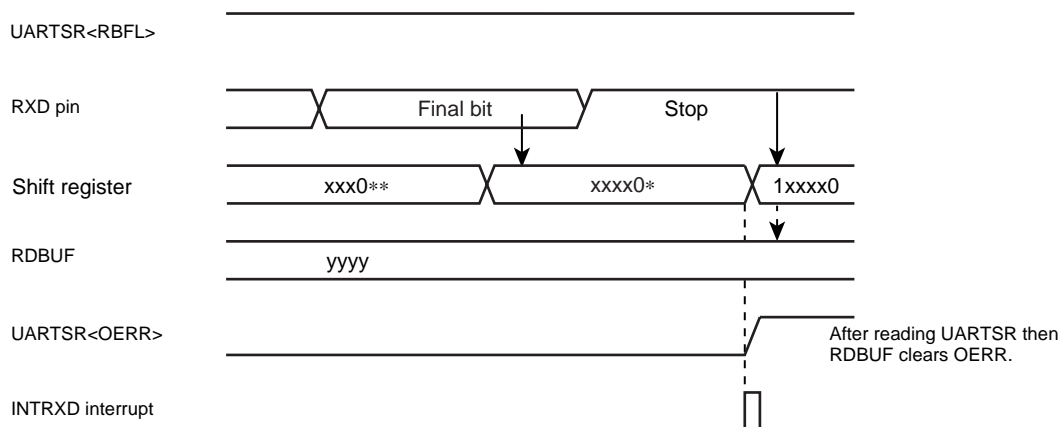 UARTSR<RBFL>
RXD pin
Final bit
Stop
Shift register
xxx0**
xxxx0*
1xxxx0
RDBUF
yyyy
UARTSR<OERR>
After reading UARTSR then
RDBUF clears OERR.
INTRXD interrupt